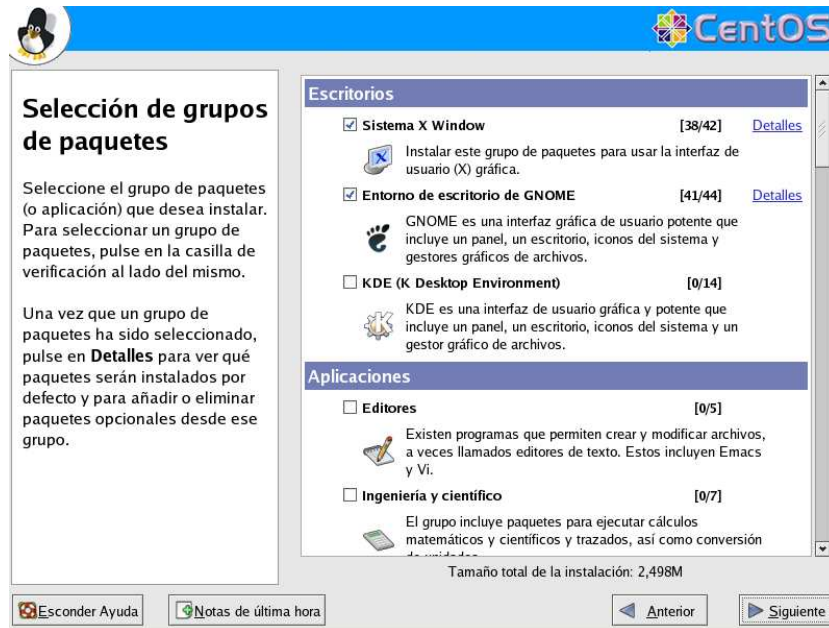 CentOS
Selección de grupos
de paquetes
Seleccione el grupo de paquetes
(o aplicación) que desea instalar.
Para seleccionar un grupo de
paquetes, pulse en la casilla de
verificación al lado del mismo.
Una vez que un grupo de
paquetes ha sido seleccionado,
pulse en Detalles para ver qué
paquetes serán instalados por
defecto y para añadir o eliminar
paquetes opcionales desde ese
grupo.
Escritorios
Sistema X Window [38/42] Detalles
Instalar este grupo de paquetes para usar la interfaz de
usuario (X) gráfica.
Entorno de escritorio de GNOME [41/44] Detalles
GNOME es una interfaz gráfica de usuario potente que
incluye un panel, un escritorio, iconos del sistema y
gestores gráficos de archivos.
KDE (K Desktop Environment) [0/14]
KDE es una interfaz de usuario gráfica y potente que
incluye un panel, un escritorio, iconos del sistema y un
gestor gráfico de archivos.
Aplicaciones
Editores [0/5]
Existen programas que permiten crear y modificar archivos,
a veces llamados editores de texto. Estos incluyen Emacs
y Vi.
Ingeniería y científico [0/7]
El grupo incluye paquetes para ejecutar cálculos
matemáticos y científicos y trazados, así como conversión
de unidades.
Tamaño total de la instalación: 2,498M
Esconder Ayuda
Notas de última hora
Anterior
Siguiente